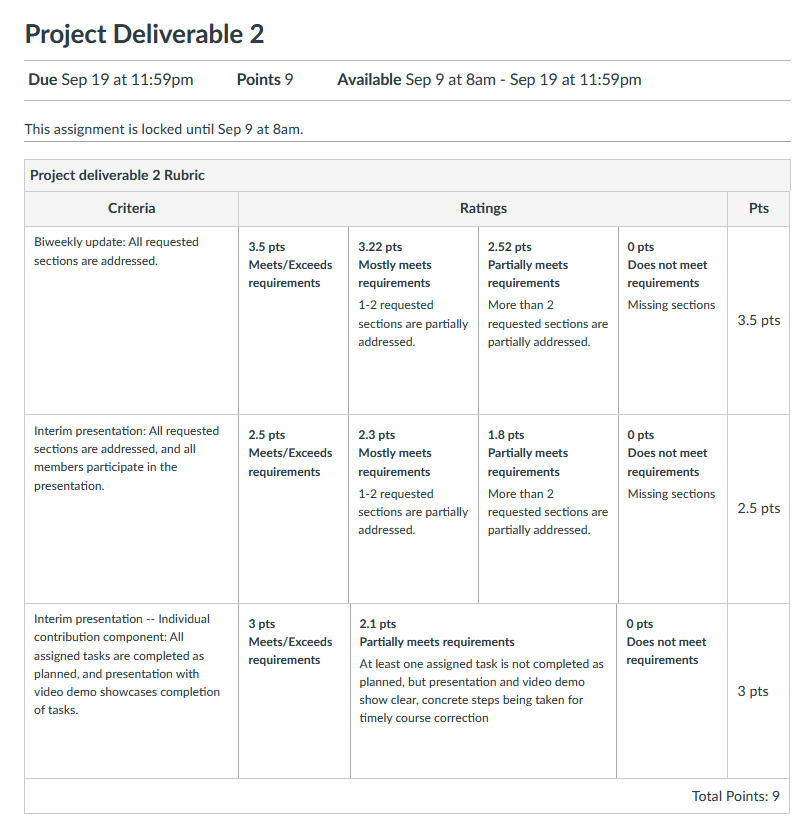 Project Deliverable 2
Due Sep 19 at 11:59pm Points 9 Available Sep 9 at 8am - Sep 19 at 11:59pm
This assignment is locked until Sep 9 at 8am.
Project deliverable 2 Rubric
Criteria Ratings Pts
Biweekly update: All requested
sections are addressed.
3.5 pts
Meets/Exceeds
requirements
3.22 pts
Mostly meets
requirements
1-2 requested
sections are partially
addressed.
2.52 pts
Partially meets
requirements
More than 2
requested sections are
partially addressed.
0 pts
Does not meet
requirements
Missing sections
3.5 pts
Interim presentation: All requested
sections are addressed, and all
members participate in the
presentation.
2.5 pts
Meets/Exceeds
requirements
2.3 pts
Mostly meets
requirements
1-2 requested
sections are partially
addressed.
1.8 pts
Partially meets
requirements
More than 2
requested sections are
partially addressed.
0 pts
Does not meet
requirements
Missing sections
2.5 pts
Interim presentation -- Individual
contribution component: All
assigned tasks are completed as
planned, and presentation with
video demo showcases completion
of tasks.
3 pts
Meets/Exceeds
requirements
2.1 pts
Partially meets requirements
At least one assigned task is not completed as
planned, but presentation and video demo
show clear, concrete steps being taken for
timely course correction
0 pts
Does not meet
requirements
3 pts
Total Points: 9